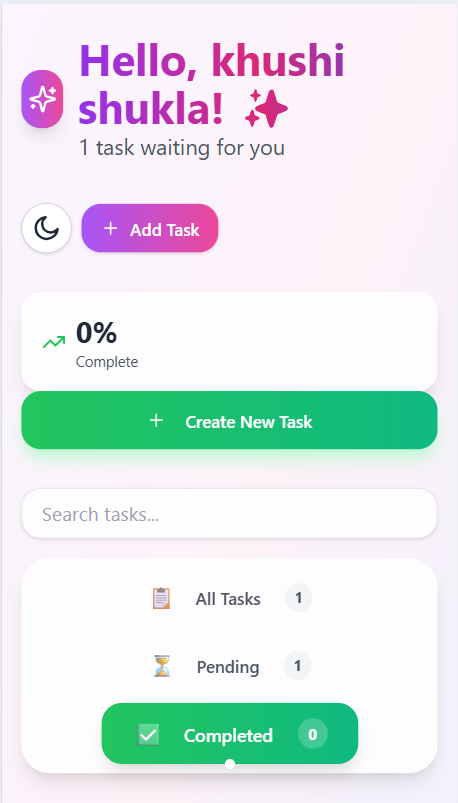 Hello, khushi
shukla! ✨
1 task waiting for you
+ Add Task
0%
Complete
+ Create New Task
Search tasks...
📋 All Tasks 1
⏳ Pending 1
✅ Completed 0